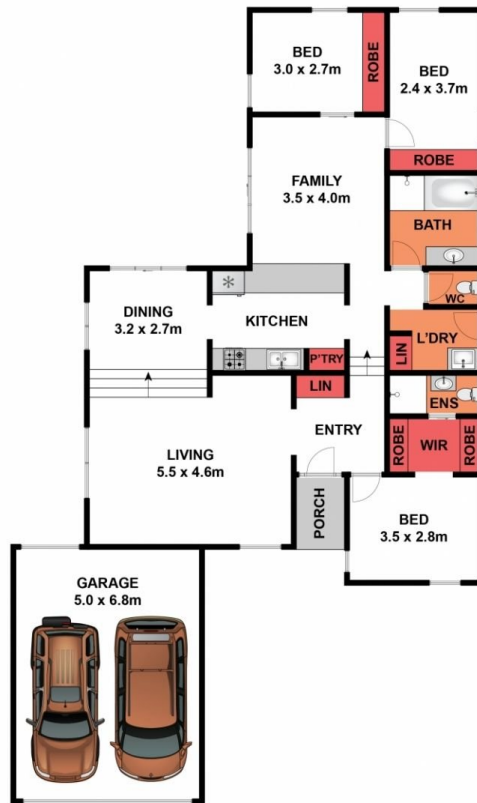 BED
3.0 x 2.7m
ROBE
BED
2.4 x 3.7m
ROBE
FAMILY
3.5 x 4.0m
BATH
WC
DINING
3.2 x 2.7m
KITCHEN
P'TRY
LIN
L'DRY
LIN
ENS
ENTRY
ROBE
WIR
ROBE
LIVING
5.5 x 4.6m
PORCH
BED
3.5 x 2.8m
GARAGE
5.0 x 6.8m